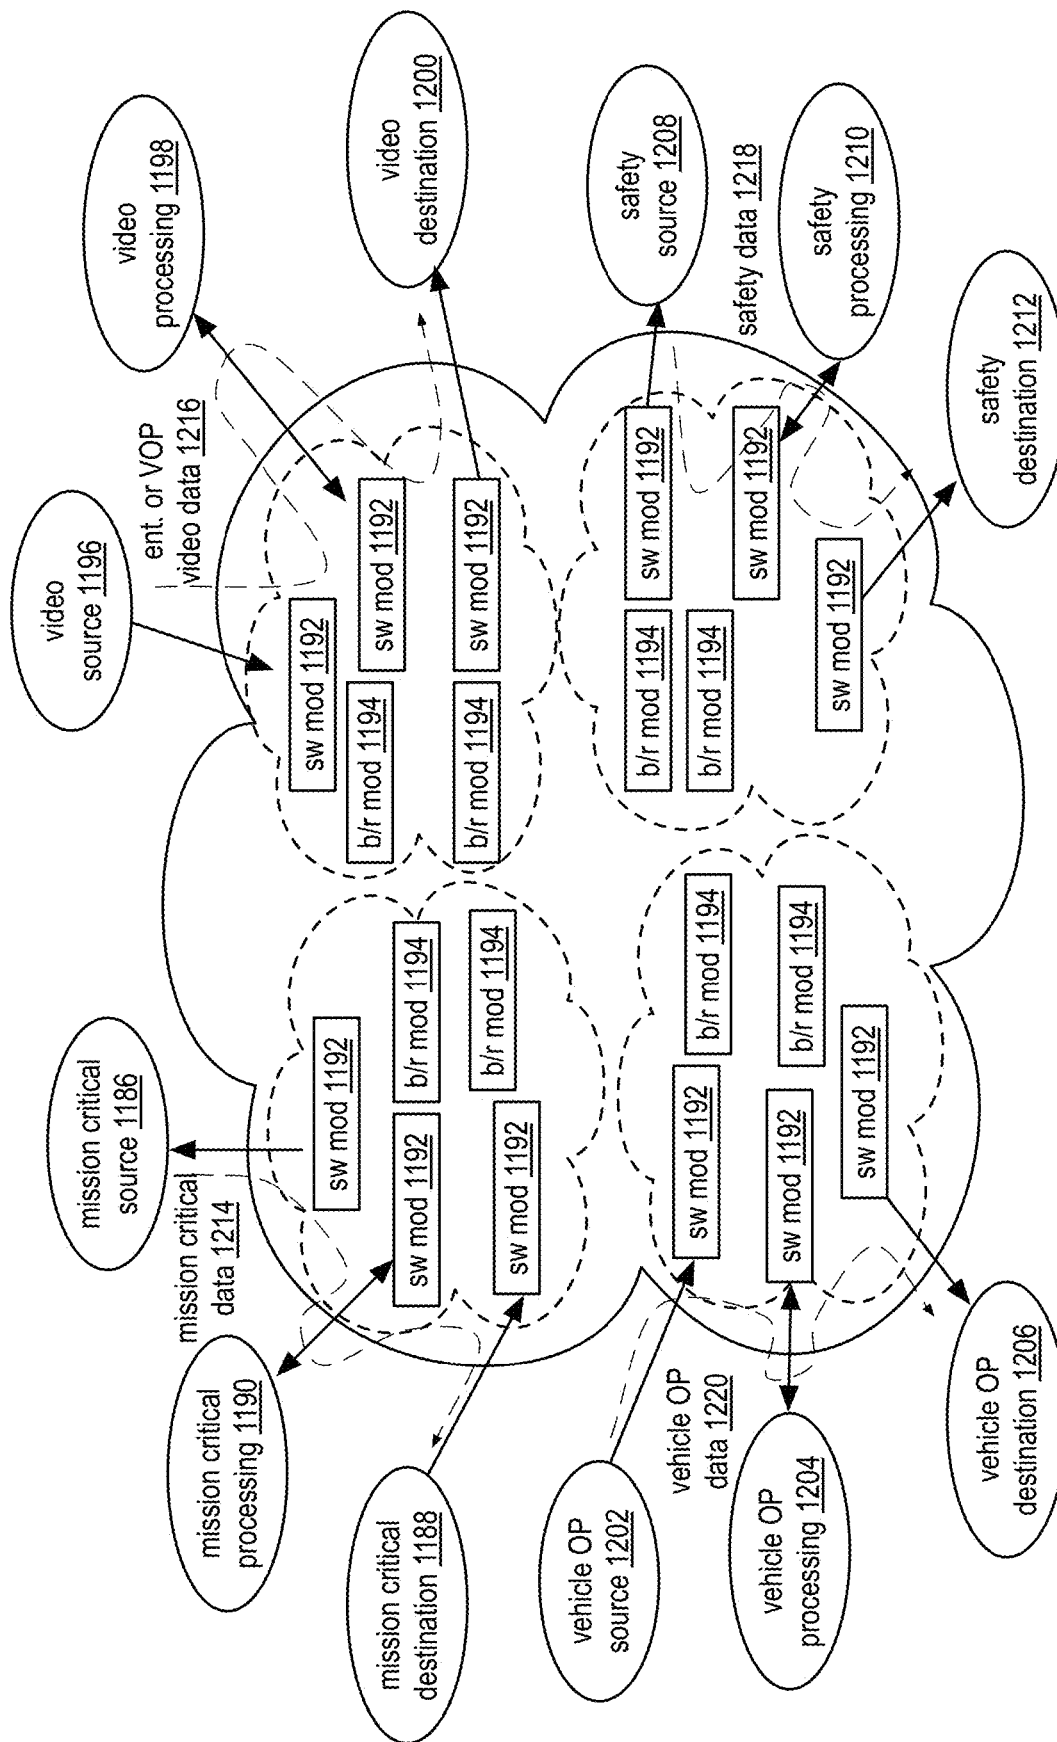 mission critical
processing 1190
mission critical
source 1186
video
source 1196
video
processing 1198
mission critical
data 1214
ent. or VOP
video data 1216
mission critical
destination 1188
video
destination 1200
sw mod 1192
sw mod 1192
b/r mod 1194
b/r mod 1194
sw mod 1192
sw mod 1192
b/r mod 1194
sw mod 1192
b/r mod 1194
sw mod 1192
vehicle OP
source 1202
safety
source 1208
vehicle OP
data 1220
safety data 1218
vehicle OP
processing 1204
safety
processing 1210
sw mod 1192
b/r mod 1194
sw mod 1192
b/r mod 1194
sw mod 1192
b/r mod 1194
sw mod 1192
b/r mod 1194
sw mod 1192
sw mod 1192
vehicle OP
destination 1206
safety
destination 1212